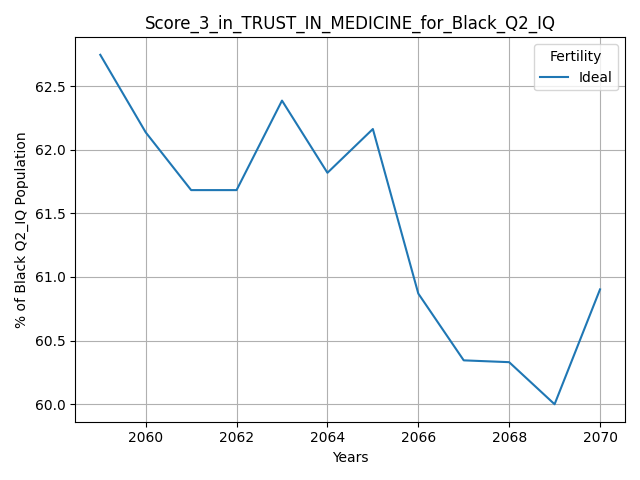 Score_3_in_TRUST_IN_MEDICINE_for_Black_Q2_IQ
Fertility
Ideal
% of Black Q2_IQ Population
62.5
62.0
61.5
61.0
60.5
60.0
2060 2062 2064 2066 2068 2070
Years